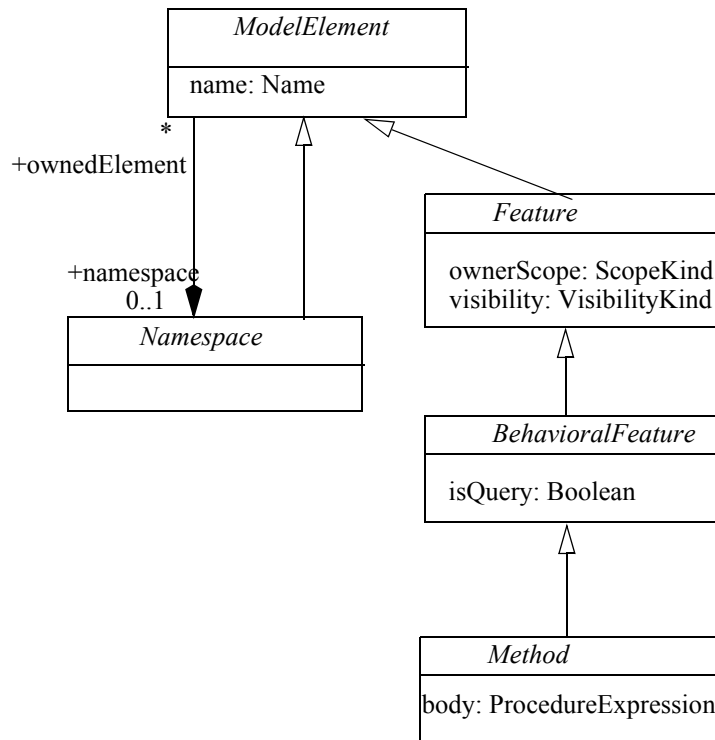 ModelElement
name: Name
*
+ownedElement
Feature
ownerScope: ScopeKind
visibility: VisibilityKind
+namespace
0..1
Namespace
BehavioralFeature
isQuery: Boolean
Method
body: ProcedureExpression